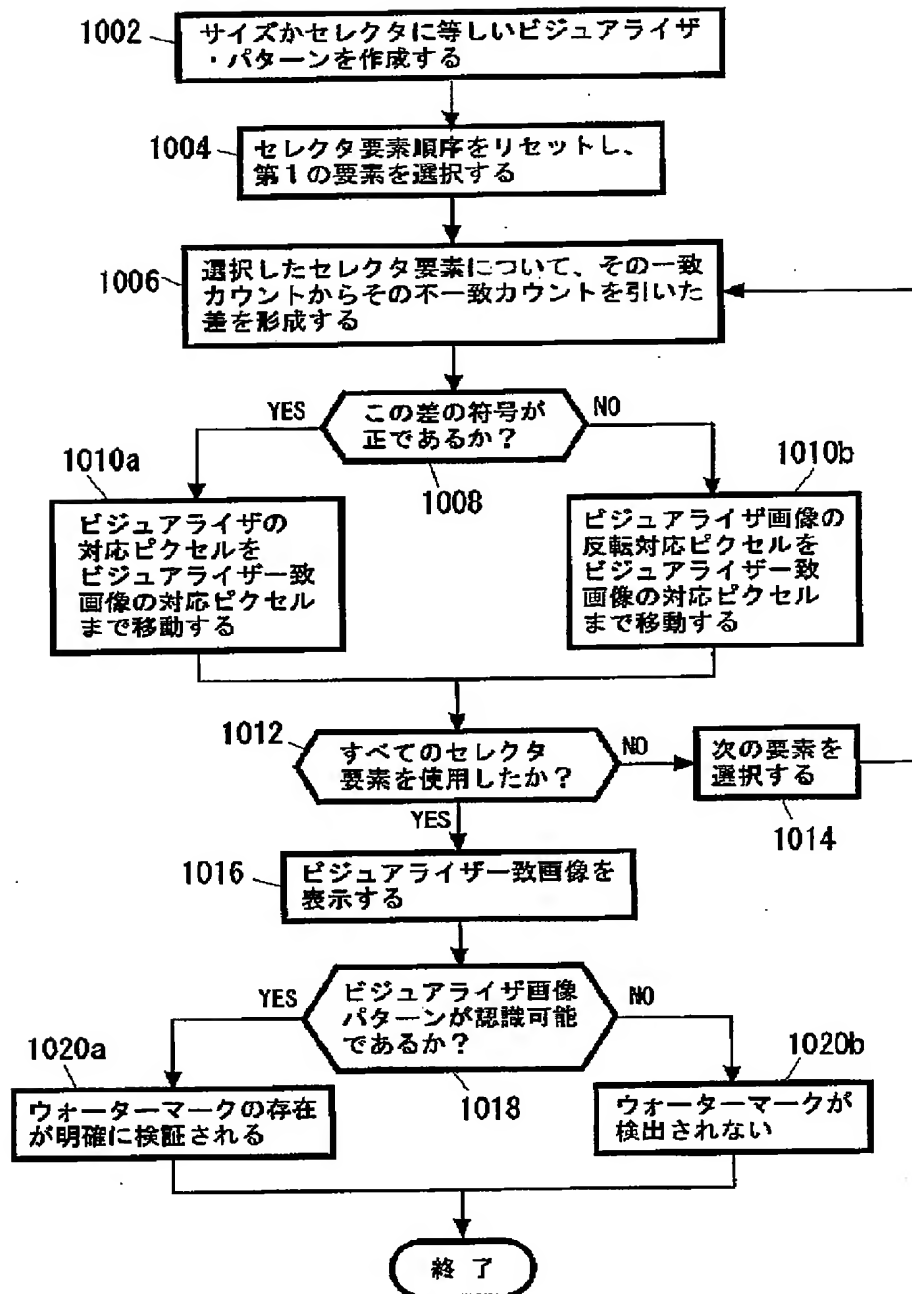 1002
サイズかセレクタに等しいビジュアライザ
・パターンを作成する
1004
セレクタ要素順序をリセットし、
第1の要素を選択する
1006
選択したセレクタ要素について、その一致
カウントからその不一致カウントを引いた
差を形成する
YES
この差の符号が
正であるか?
NO
1008
1010a
ビジュアライザの
対応ピクセルを
ビジュアライザ一致
画像の対応ピクセル
まで移動する
1010b
ビジュアライザ画像の
反転対応ピクセルを
ビジュアライザ一致
画像の対応ピクセル
まで移動する
1012
すべてのセレクタ
要素を使用したか?
NO
次の要素を
選択する
1014
YES
1016
ビジュアライザ一致画像を
表示する
YES
ビジュアライザ画像
パターンが認識可能
であるか?
NO
1018
1020a
ウォーターマークの存在
が明確に検証される
1020b
ウォーターマークが
検出されない
終了